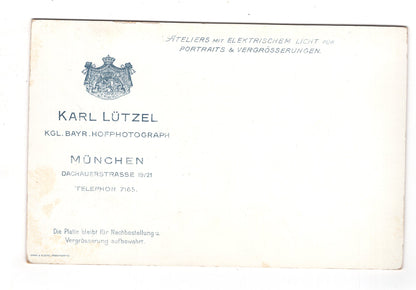 ATELIERS MIT ELEKTRISCHEM LICHT FÜR
PORTRAITS & VERGRÖSSERUNGEN.
KARL LÜTZEL
KGL. BAYR. HOFPHOTOGRAPH
MÜNCHEN
DACHAUERSTRASSE 19/21
TELEPHON 7165.
Die Platte bleibt für Nachbestellung u.
Vergrösserung aufbewahrt.